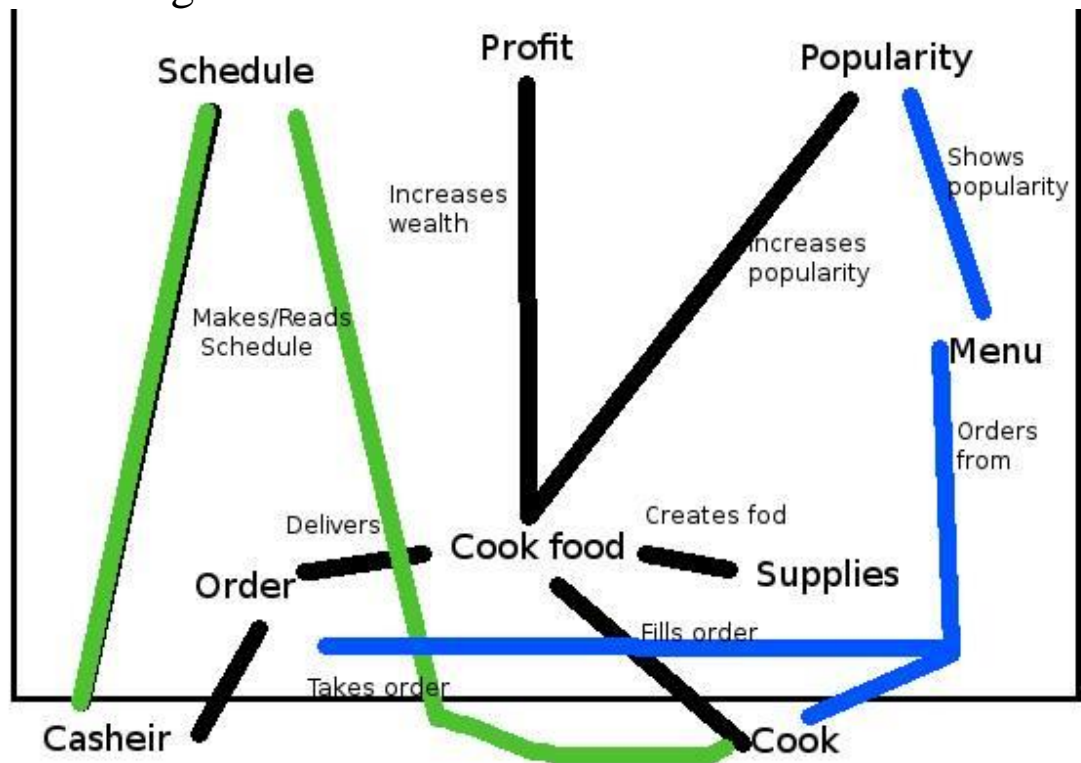 Schedule
Profit
Popularity
Shows
popularity
Increases
wealth
Increases
popularity
Makes/Reads
Schedule
Menu
Orders
from
Delivers
Creates fod
Cook food
Order
Supplies
Fills order
Takes order
Casheir
Cook